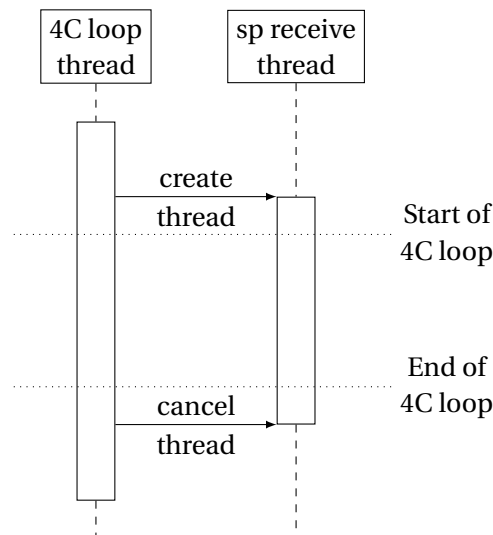 4C loop
thread
sp receive
thread
create
thread
Start of
4C loop
End of
4C loop
cancel
thread